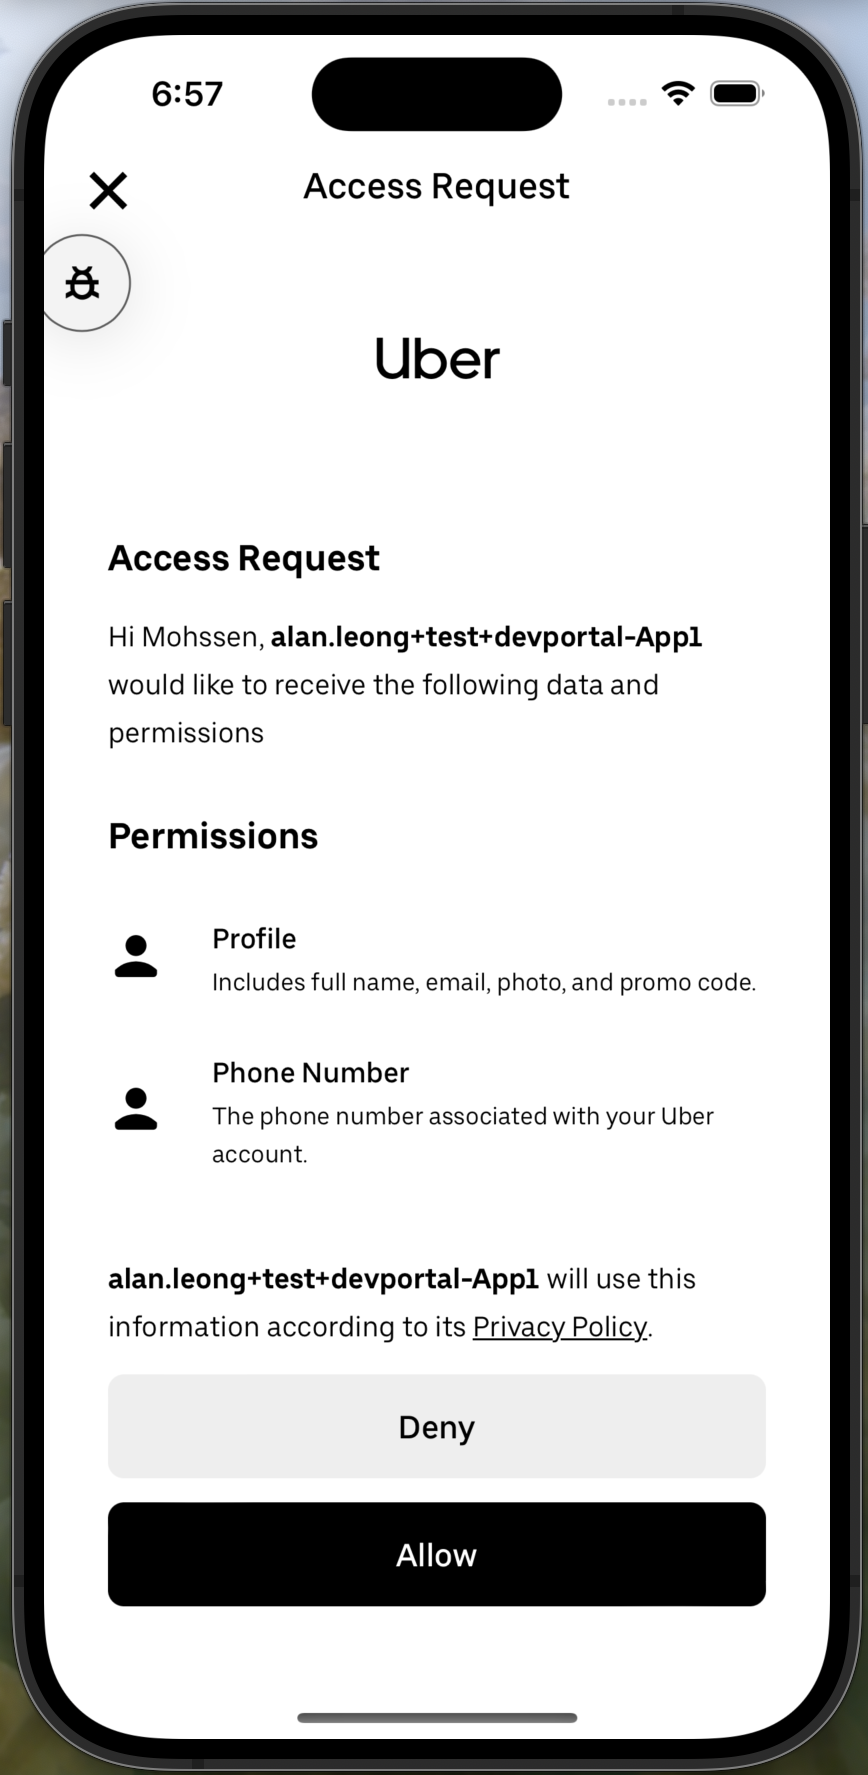 6:57
Access Request
Uber
Access Request
Hi Mohssen, alan.leong+test+devportal-App1
would like to receive the following data and
permissions
Permissions
Profile
Includes full name, email, photo, and promo code.
Phone Number
The phone number associated with your Uber
account.
alan.leong+test+devportal-App1 will use this
information according to its Privacy Policy.
Deny
Allow